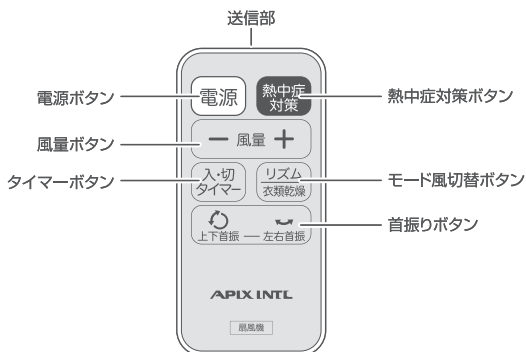 送信部
電源ボタン
電源
熱中症
対策
熱中症対策ボタン
風量ボタン
− 風量 +
タイマーボタン
入・切
タイマー
リズム
衣類乾燥
モード風切替ボタン
上下首振 — 左右首振
首振りボタン
APIX INTL
扇風機